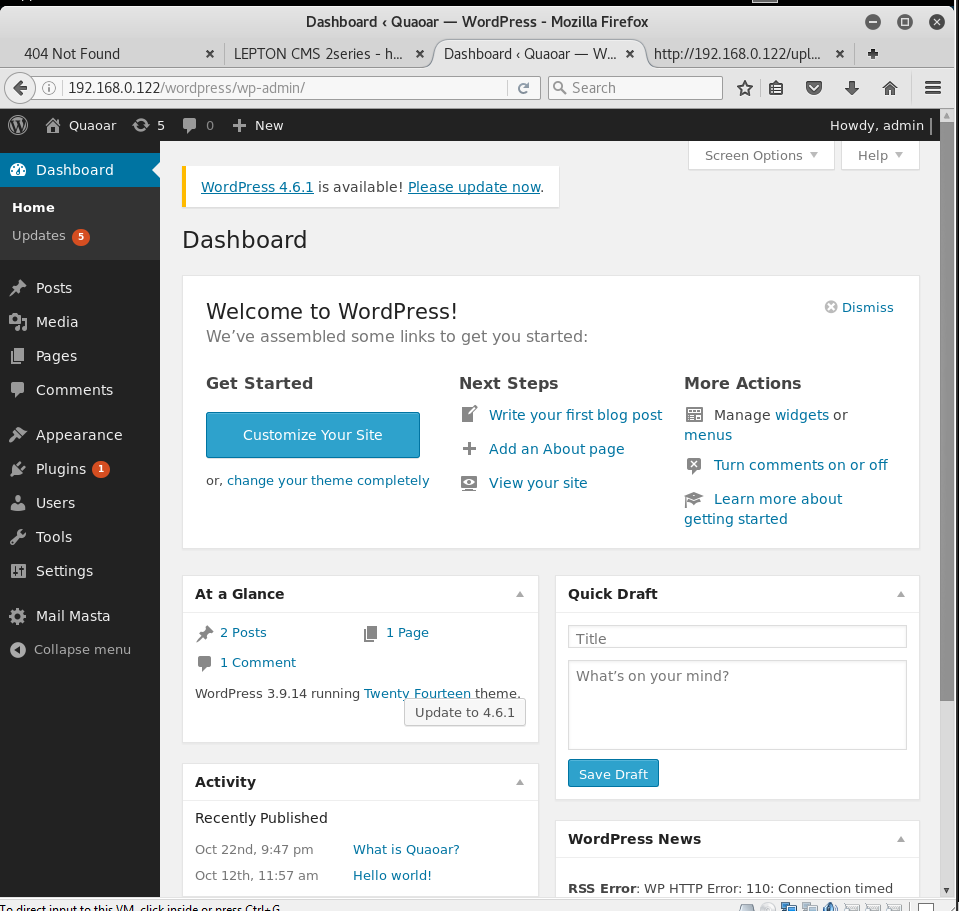 Dashboard ‹ Quaoar — WordPress - Mozilla Firefox
404 Not Found
LEPTON CMS 2series - h...
Dashboard ‹ Quaoar — W...
http://192.168.0.122/upl...
192.168.0.122/wordpress/wp-admin/
Search
Quaoar
5
0
New
Howdy, admin
Dashboard
Home
Updates 5
Posts
Media
Pages
Comments
Appearance
Plugins 1
Users
Tools
Settings
Mail Masta
Collapse menu
Screen Options
Help
WordPress 4.6.1 is available! Please update now.
Dashboard
Welcome to WordPress!
Dismiss
We've assembled some links to get you started:
Get Started
Customize Your Site
or, change your theme completely
Next Steps
Write your first blog post
Add an About page
View your site
More Actions
Manage widgets or
menus
Turn comments on or off
Learn more about
getting started
At a Glance
2 Posts
1 Page
1 Comment
WordPress 3.9.14 running Twenty Fourteen theme.
Update to 4.6.1
Activity
Recently Published
Oct 22nd, 9:47 pm What is Quaoar?
Oct 12th, 11:57 am Hello world!
Quick Draft
Title
What's on your mind?
Save Draft
WordPress News
RSS Error: WP HTTP Error: 110: Connection timed
To direct input to this VM, click inside or press Ctrl+G.